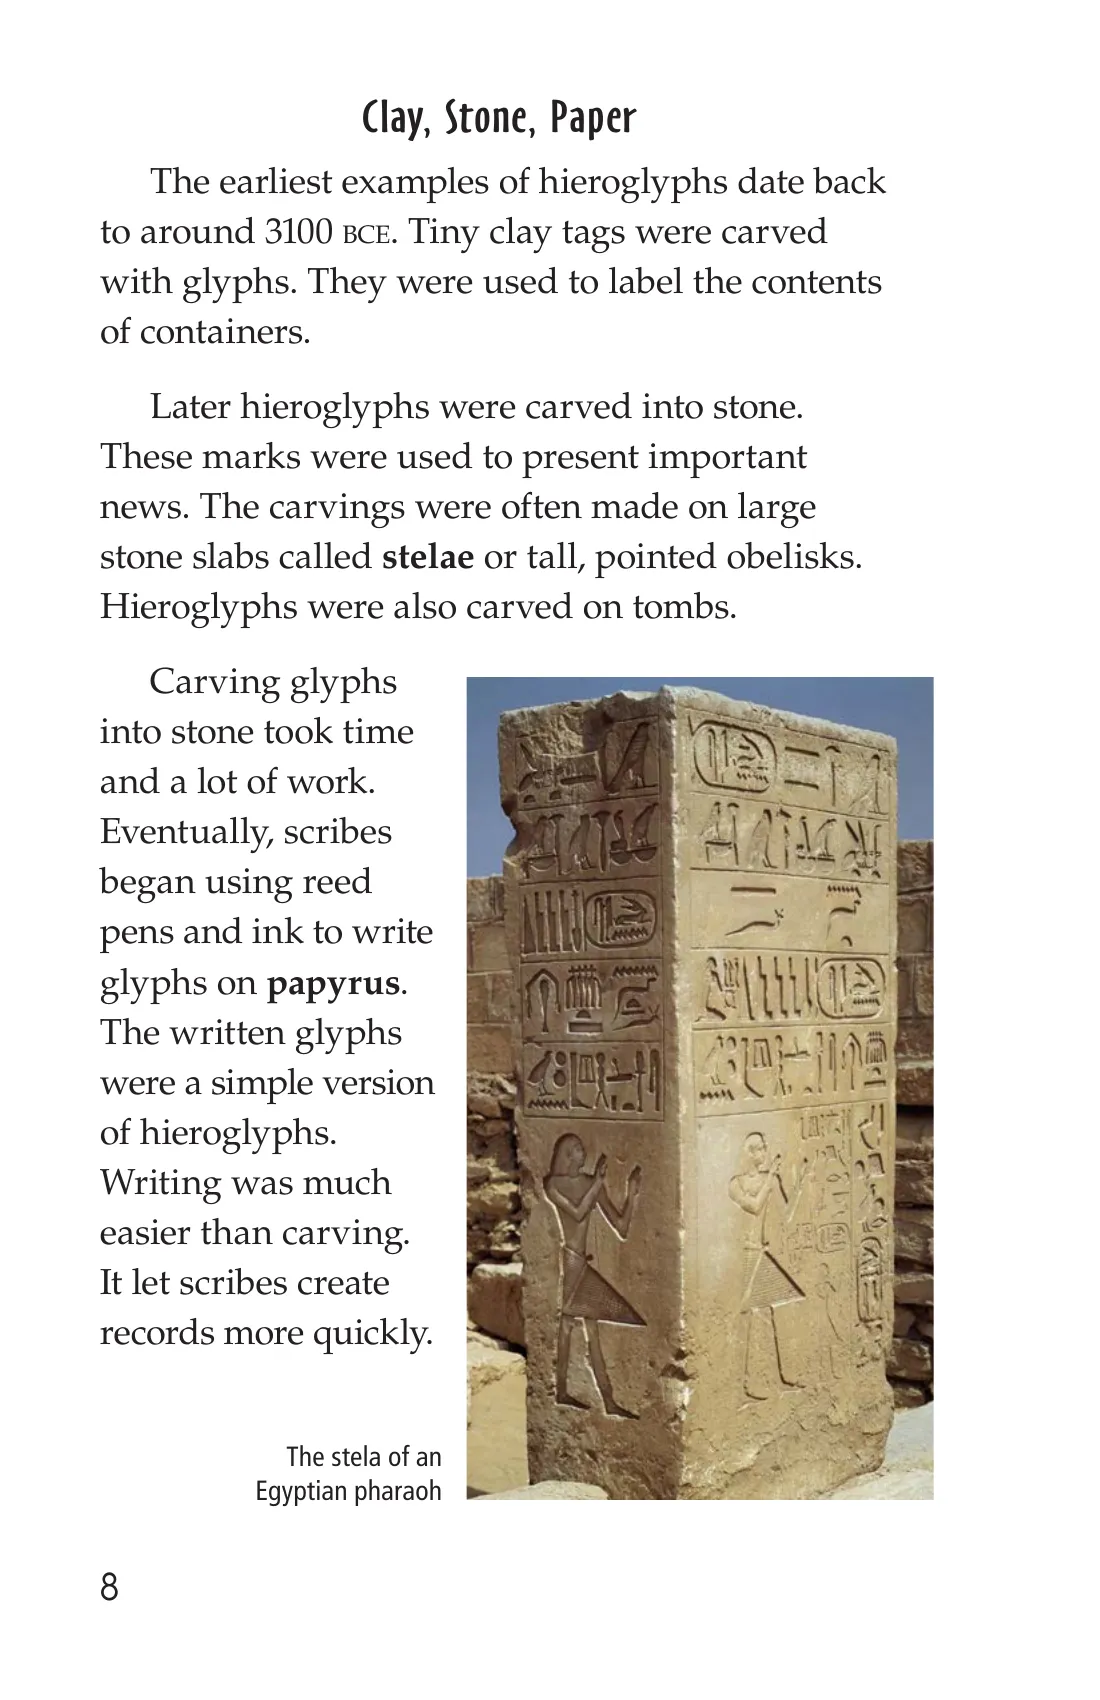 Clay, Stone, Paper
The earliest examples of hieroglyphs date back
to around 3100 BCE. Tiny clay tags were carved
with glyphs. They were used to label the contents
of containers.
Later hieroglyphs were carved into stone.
These marks were used to present important
news. The carvings were often made on large
stone slabs called stelae or tall, pointed obelisks.
Hieroglyphs were also carved on tombs.
Carving glyphs
into stone took time
and a lot of work.
Eventually, scribes
began using reed
pens and ink to write
glyphs on papyrus.
The written glyphs
were a simple version
of hieroglyphs.
Writing was much
easier than carving.
It let scribes create
records more quickly.
The stela of an
Egyptian pharaoh
8